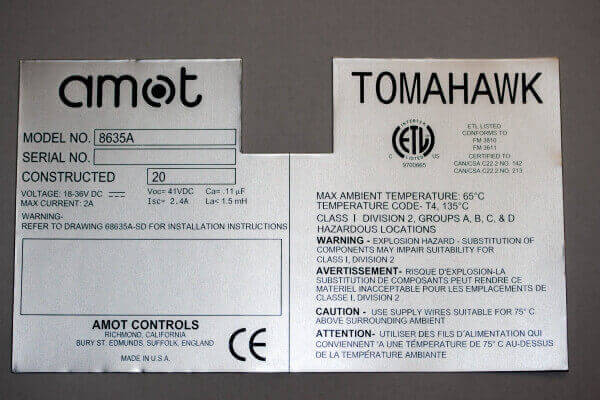 amot
MODEL NO. 8635A
SERIAL NO.
CONSTRUCTED 20
VOLTAGE: 18-36V DC
MAX CURRENT: 2A
Voc= 41VDC Ca= .11 µF
Isc= 2.4A La< 1.5 mH
WARNING-
REFER TO DRAWING 68635A-SD FOR INSTALLATION INSTRUCTIONS
AMOT CONTROLS
RICHMOND, CALIFORNIA
BURY ST. EDMUNDS, SUFFOLK, ENGLAND
MADE IN U.S.A.
CE
TOMAHAWK
INTERTEK
ETL
C US
9700665
ETL LISTED
CONFORMS TO
FM 3610
FM 3611
CERTIFIED TO
CAN/CSA C22.2 NO. 142
CAN/CSA C22.2 NO. 213
MAX AMBIENT TEMPERATURE: 65°C
TEMPERATURE CODE- T4, 135°C
CLASS I DIVISION 2, GROUPS A, B, C, & D
HAZARDOUS LOCATIONS
WARNING - EXPLOSION HAZARD - SUBSTITUTION OF
COMPONENTS MAY IMPAIR SUITABILITY FOR
CLASS I, DIVISION 2
AVERTISSEMENT- RISQUE D'EXPLOSION-LA
SUBSTITUTION DE COMPOSANTS PEUT RENDRE CE
MATERIEL INACCEPTABLE POUR LES EMPLACEMENTS DE
CLASSE I, DIVISION 2
CAUTION - USE SUPPLY WIRES SUITABLE FOR 75° C
ABOVE SURROUNDING AMBIENT
ATTENTION- UTILISER DES FILS D'ALIMENTATION QUI
CONVIENNENT 'A UNE TÉMPERATURE DE 75° C AU-DESSUS
DE LA TEMPÉRATURE AMBIANTE